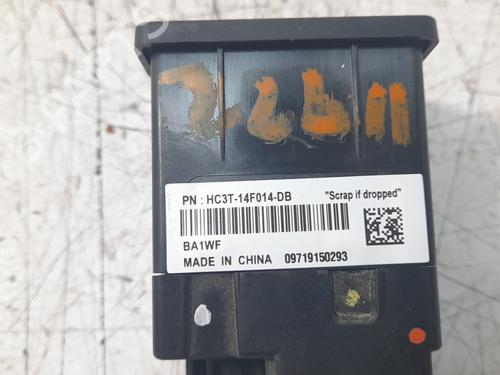 PN : HC3T-14F014-DB "Scrap if dropped"
BA1WF
MADE IN CHINA 09719150293